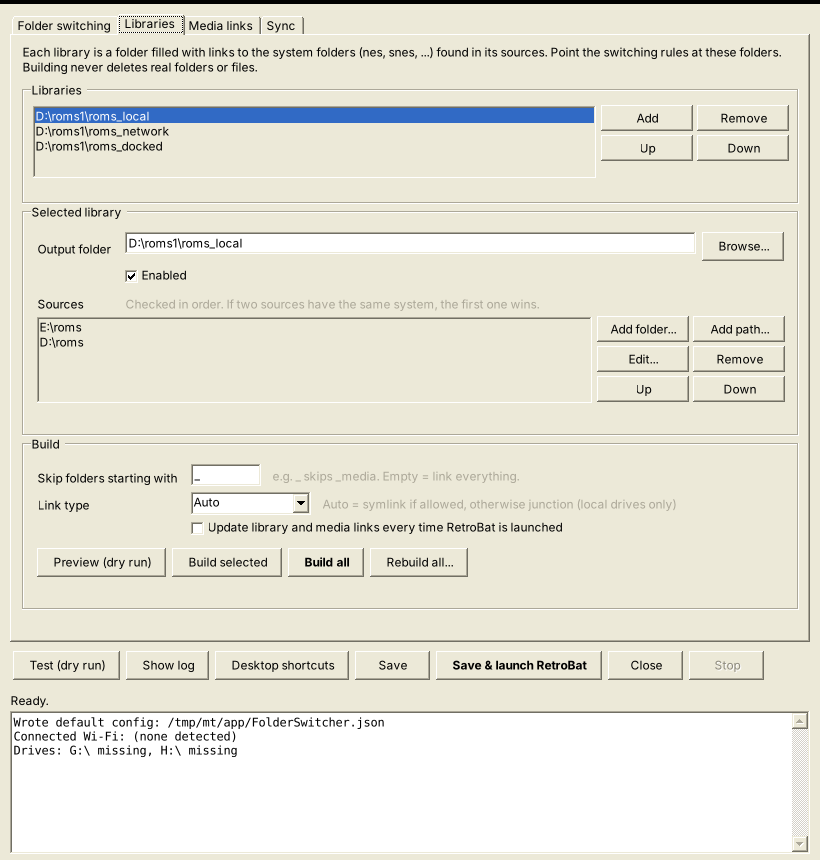 Folder switching Libraries Media links Sync
Each library is a folder filled with links to the system folders (nes, snes, ...) found in its sources. Point the switching rules at these folders.
Building never deletes real folders or files.
Libraries
D:\roms1\roms_local
D:\roms1\roms_network
D:\roms1\roms_docked
Add Remove
Up Down
Selected library
Output folder D:\roms1\roms_local Browse...
Enabled
Sources Checked in order. If two sources have the same system, the first one wins.
E:\roms
D:\roms
Add folder... Add path...
Edit... Remove
Up Down
Build
Skip folders starting with _ e.g. _ skips _media. Empty = link everything.
Link type Auto Auto = symlink if allowed, otherwise junction (local drives only)
Update library and media links every time RetroBat is launched
Preview (dry run) Build selected Build all Rebuild all...
Test (dry run) Show log Desktop shortcuts Save Save & launch RetroBat Close Stop
Ready.
Wrote default config: /tmp/mt/app/FolderSwitcher.json
Connected Wi-Fi: (none detected)
Drives: G:\ missing, H:\ missing